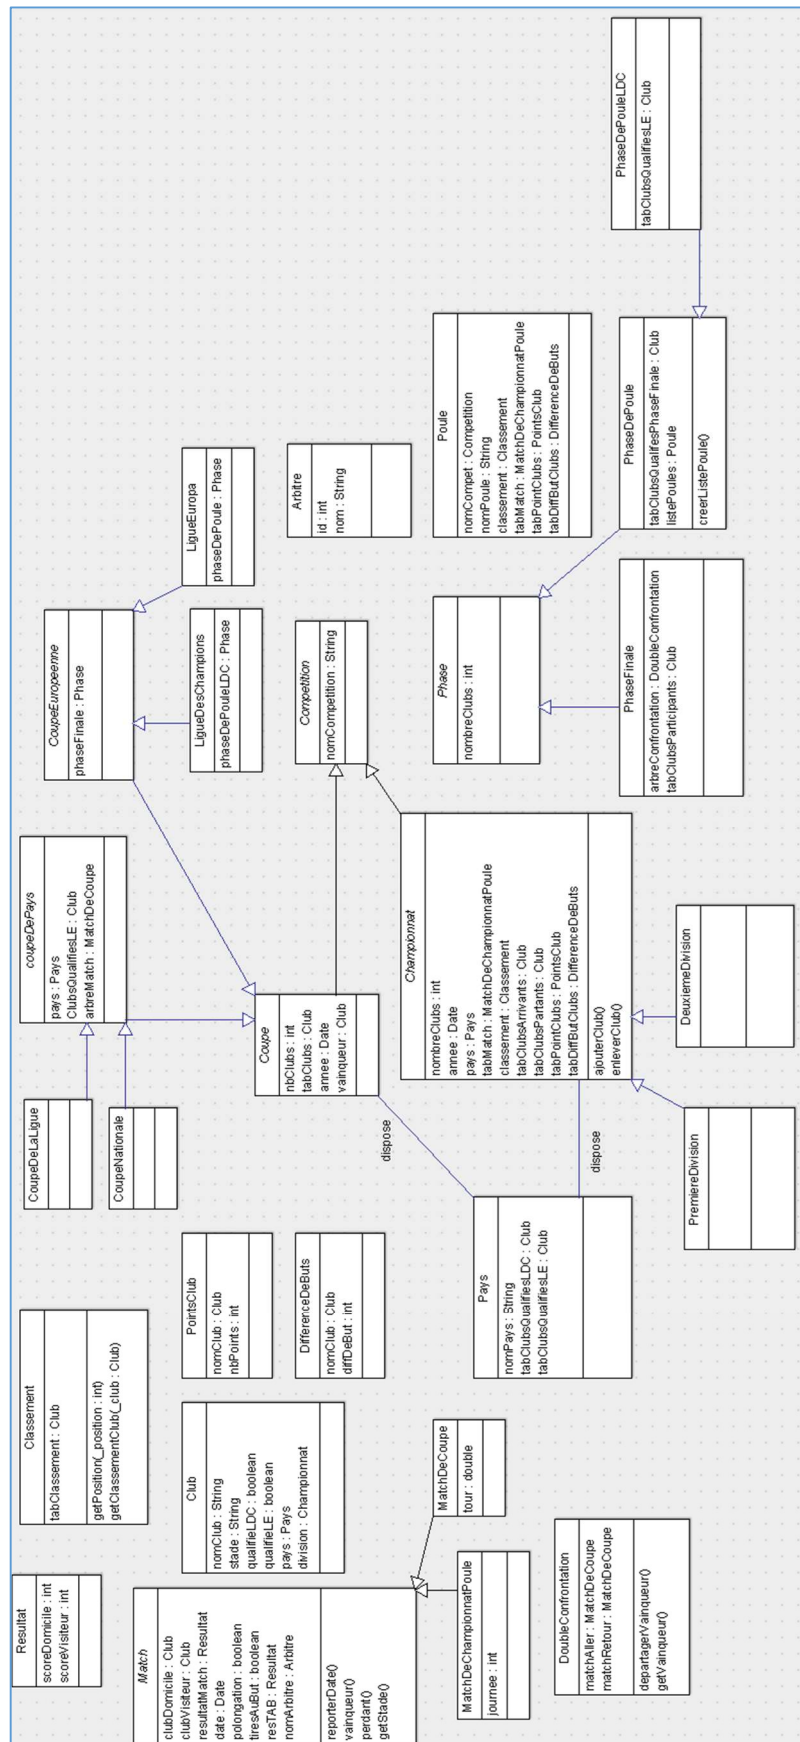 Resultat
scoreDomicile : int
scoreVisiteur : int
Classement
tabClassement : Club
getPosition(_position : int)
getClassementClub(_club : Club)
CoupeDeLaLigue
CoupeNationale
coupeDePays
pays : Pays
ClubsQualifiesLE : Club
arbreMatch : MatchDeCoupe
CoupeEuropeenne
phaseFinale : Phase
LigueEuropa
phaseDePoule : Phase
LigueDesChampions
phaseDePouleLDC : Phase
Match
clubDomicile : Club
clubVisiteur : Club
resultatMatch : Resultat
date : Date
polongation : boolean
tiresAuBut : boolean
resTAB : Resultat
nomArbitre : Arbitre
reporterDate()
vainqueur()
perdant()
getStade()
Club
nomClub : String
stade : String
qualifieLDC : boolean
qualifieLE : boolean
pays : Pays
division : Championnat
PointsClub
nomClub : Club
nbPoints : int
DifferenceDeButs
nomClub : Club
diffDeBut : int
Coupe
nbClubs : int
tabClubs : Club
annee : Date
vainqueur : Club
Competition
nomCompetition : String
Arbitre
id : int
nom : String
dispose
Championnat
nombreClubs : int
annee : Date
pays : Pays
tabMatch : MatchDeChampionnatPoule
classement : Classement
tabClubsArrivants : Club
tabClubsPartants : Club
tabPointClubs : PointsClub
tabDiffButClubs : DifferenceDeButs
ajouterClub()
enleverClub()
Phase
nombreClubs : int
Poule
nomCompet : Competition
nomPoule : String
classement : Classement
tabMatch : MatchDeChampionnatPoule
tabPointClubs : PointsClub
tabDiffButClubs : DifferenceDeButs
MatchDeCoupe
tour : double
MatchDeChampionnatPoule
journee : int
Pays
nomPays : String
tabClubsQualifiesLDC : Club
tabClubsQualifiesLE : Club
dispose
DoubleConfrontation
matchAller : MatchDeCoupe
matchRetour : MatchDeCoupe
departagerVainqueur()
getVainqueur()
PremiereDivision
DeuxiemeDivision
PhaseFinale
arbreConfrontation : DoubleConfrontation
tabClubsParticipants : Club
PhaseDePoule
tabClubsQualifesPhaseFinale : Club
listePoules : Poule
creerListePoule()
PhaseDePouleLDC
tabClubsQualifiesLE : Club